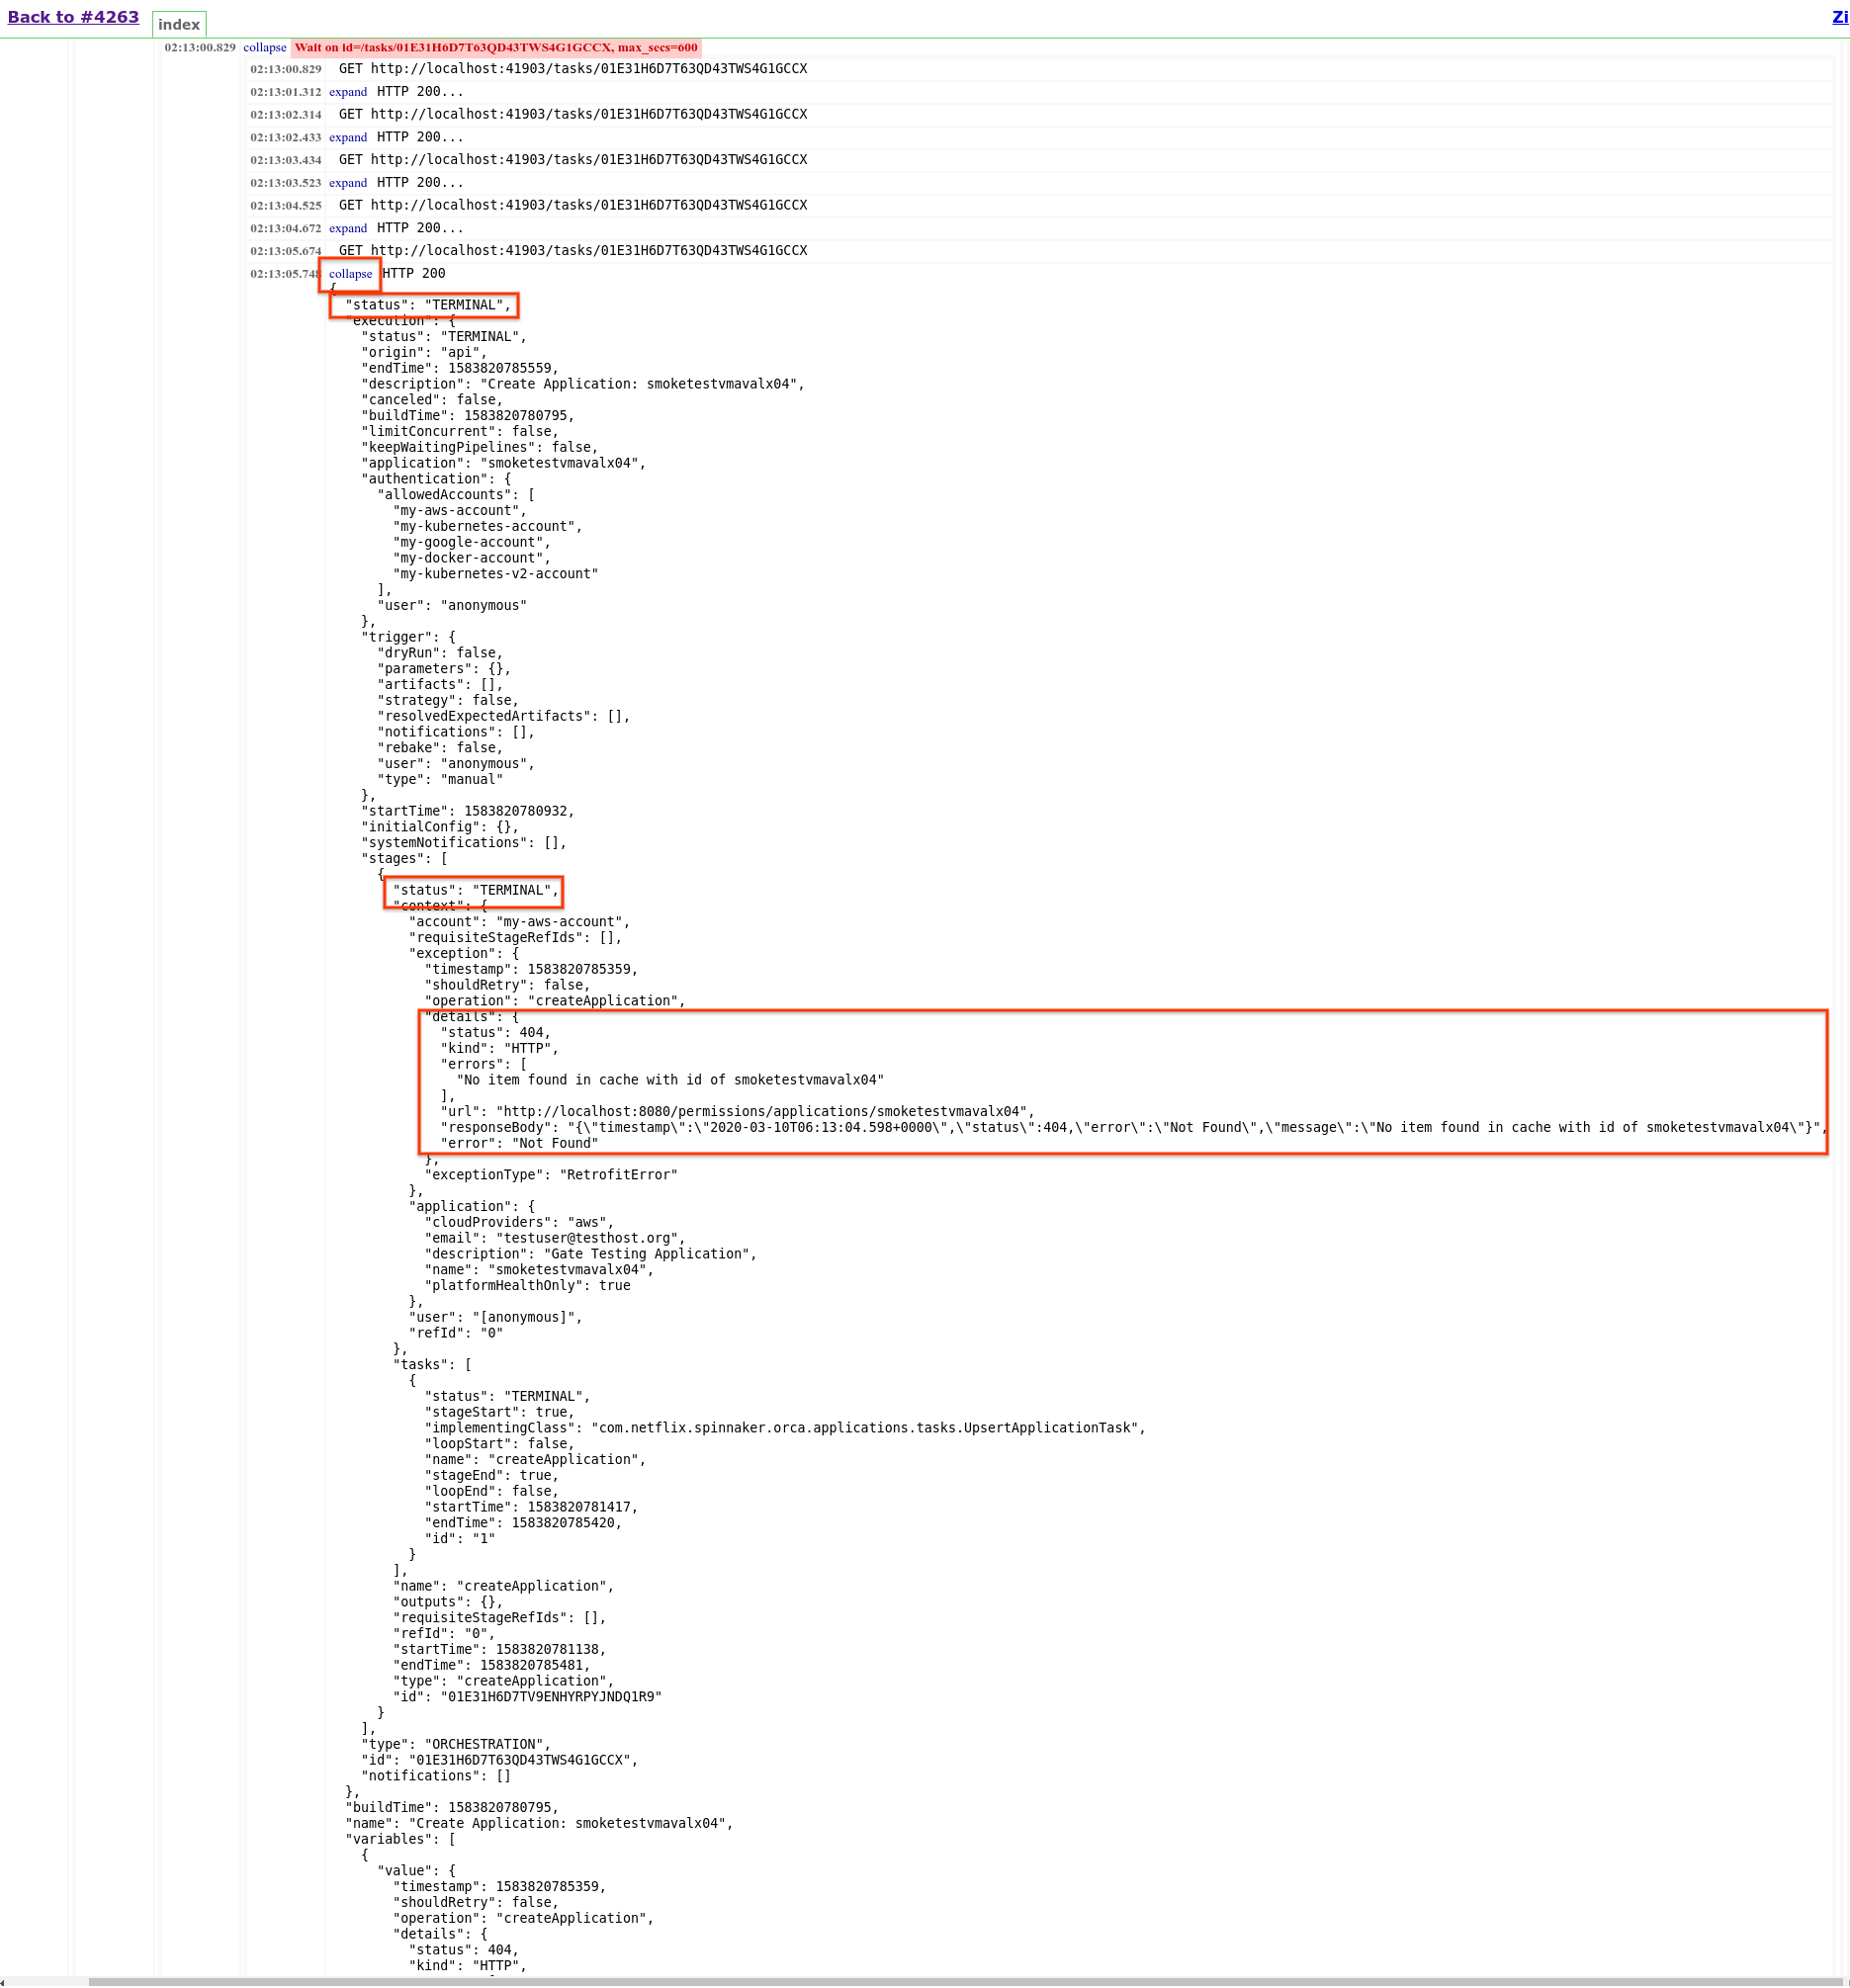 Back to #4263 index Zi
02:13:00.829 collapse Wait on id=/tasks/01E31H6D7T63QD43TWS4G1GCCX, max_secs=600
02:13:00.829 GET http://localhost:41903/tasks/01E31H6D7T63QD43TWS4G1GCCX
02:13:01.312 expand HTTP 200...
02:13:02.314 GET http://localhost:41903/tasks/01E31H6D7T63QD43TWS4G1GCCX
02:13:02.433 expand HTTP 200...
02:13:03.434 GET http://localhost:41903/tasks/01E31H6D7T63QD43TWS4G1GCCX
02:13:03.523 expand HTTP 200...
02:13:04.525 GET http://localhost:41903/tasks/01E31H6D7T63QD43TWS4G1GCCX
02:13:04.672 expand HTTP 200...
02:13:05.674 GET http://localhost:41903/tasks/01E31H6D7T63QD43TWS4G1GCCX
02:13:05.748 collapse HTTP 200
{
"status": "TERMINAL",
"execution": {
"status": "TERMINAL",
"origin": "api",
"endTime": 1583820785559,
"description": "Create Application: smoketestvmavalx04",
"canceled": false,
"buildTime": 1583820780795,
"limitConcurrent": false,
"keepWaitingPipelines": false,
"application": "smoketestvmavalx04",
"authentication": {
"allowedAccounts": [
"my-aws-account",
"my-kubernetes-account",
"my-google-account",
"my-docker-account",
"my-kubernetes-v2-account"
],
"user": "anonymous"
},
"trigger": {
"dryRun": false,
"parameters": {},
"artifacts": [],
"strategy": false,
"resolvedExpectedArtifacts": [],
"notifications": [],
"rebake": false,
"user": "anonymous",
"type": "manual"
},
"startTime": 1583820780932,
"initialConfig": {},
"systemNotifications": [],
"stages": [
{
"status": "TERMINAL",
"context": {
"account": "my-aws-account",
"requisiteStageRefIds": [],
"exception": {
"timestamp": 1583820785359,
"shouldRetry": false,
"operation": "createApplication",
"details": {
"status": 404,
"kind": "HTTP",
"errors": [
"No item found in cache with id of smoketestvmavalx04"
],
"url": "http://localhost:8080/permissions/applications/smoketestvmavalx04",
"responseBody": "{\"timestamp\":\"2020-03-10T06:13:04.598+0000\",\"status\":404,\"error\":\"Not Found\",\"message\":\"No item found in cache with id of smoketestvmavalx04\"}",
"error": "Not Found"
},
"exceptionType": "RetrofitError"
},
"application": {
"cloudProviders": "aws",
"email": "testuser@testhost.org",
"description": "Gate Testing Application",
"name": "smoketestvmavalx04",
"platformHealthOnly": true
},
"user": "[anonymous]",
"refId": "0"
},
"tasks": [
{
"status": "TERMINAL",
"stageStart": true,
"implementingClass": "com.netflix.spinnaker.orca.applications.tasks.UpsertApplicationTask",
"loopStart": false,
"name": "createApplication",
"stageEnd": true,
"loopEnd": false,
"startTime": 1583820781417,
"endTime": 1583820785420,
"id": "1"
}
],
"name": "createApplication",
"outputs": {},
"requisiteStageRefIds": [],
"refId": "0",
"startTime": 1583820781138,
"endTime": 1583820785481,
"type": "createApplication",
"id": "01E31H6D7TV9ENHYRPYJNDQ1R9"
}
],
"type": "ORCHESTRATION",
"id": "01E31H6D7T63QD43TWS4G1GCCX",
"notifications": []
},
"buildTime": 1583820780795,
"name": "Create Application: smoketestvmavalx04",
"variables": [
{
"value": {
"timestamp": 1583820785359,
"shouldRetry": false,
"operation": "createApplication",
"details": {
"status": 404,
"kind": "HTTP",